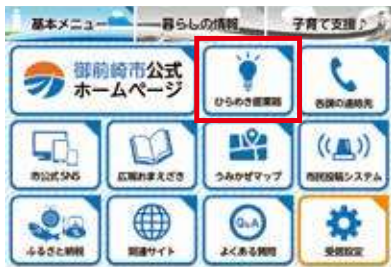 基本メニュー
暮らしの情報
子育て支援♪
御前崎市公式
ホームページ
ひらめき提案箱
各課の連絡先
市公式SNS
広報おまえざき
うみかぜマップ
市民投稿システム
ふるさと納税
関連サイト
Q&A
よくある質問
受信設定